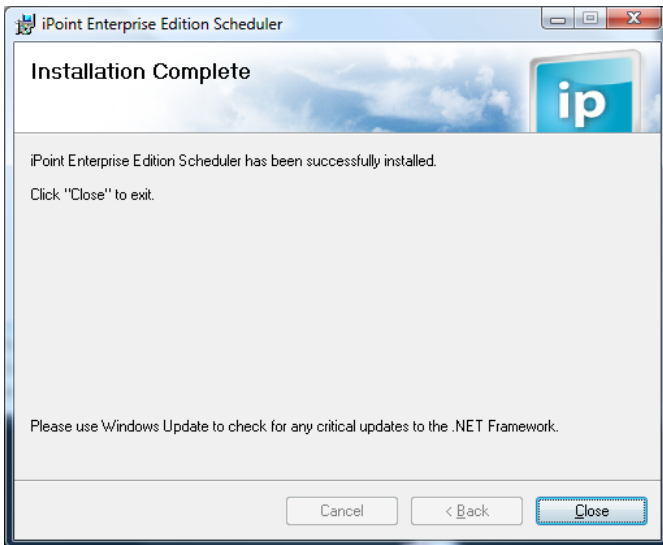 iPoint Enterprise Edition Scheduler
Installation Complete
ip
iPoint Enterprise Edition Scheduler has been successfully installed.
Click "Close" to exit.
Please use Windows Update to check for any critical updates to the .NET Framework.
Cancel
< Back
Close